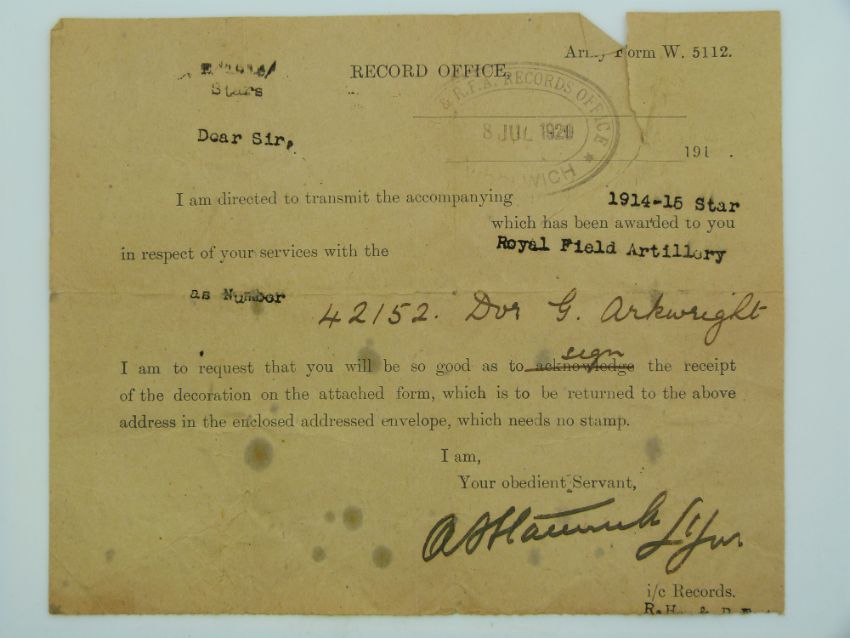 Army Form W. 5112.
RECORD OFFICE,
Stars
& R.F.A. RECORDS OFFICE
8 JUL 1920
WOOLWICH
Dear Sir,
191 .
I am directed to transmit the accompanying 1914-15 Star
which has been awarded to you
in respect of your services with the Royal Field Artillery
as Number 42152. Dvr G. Arkwright
I am to request that you will be so good as to acknowledge sign the receipt
of the decoration on the attached form, which is to be returned to the above
address in the enclosed addressed envelope, which needs no stamp.
I am,
Your obedient Servant,
i/c Records.